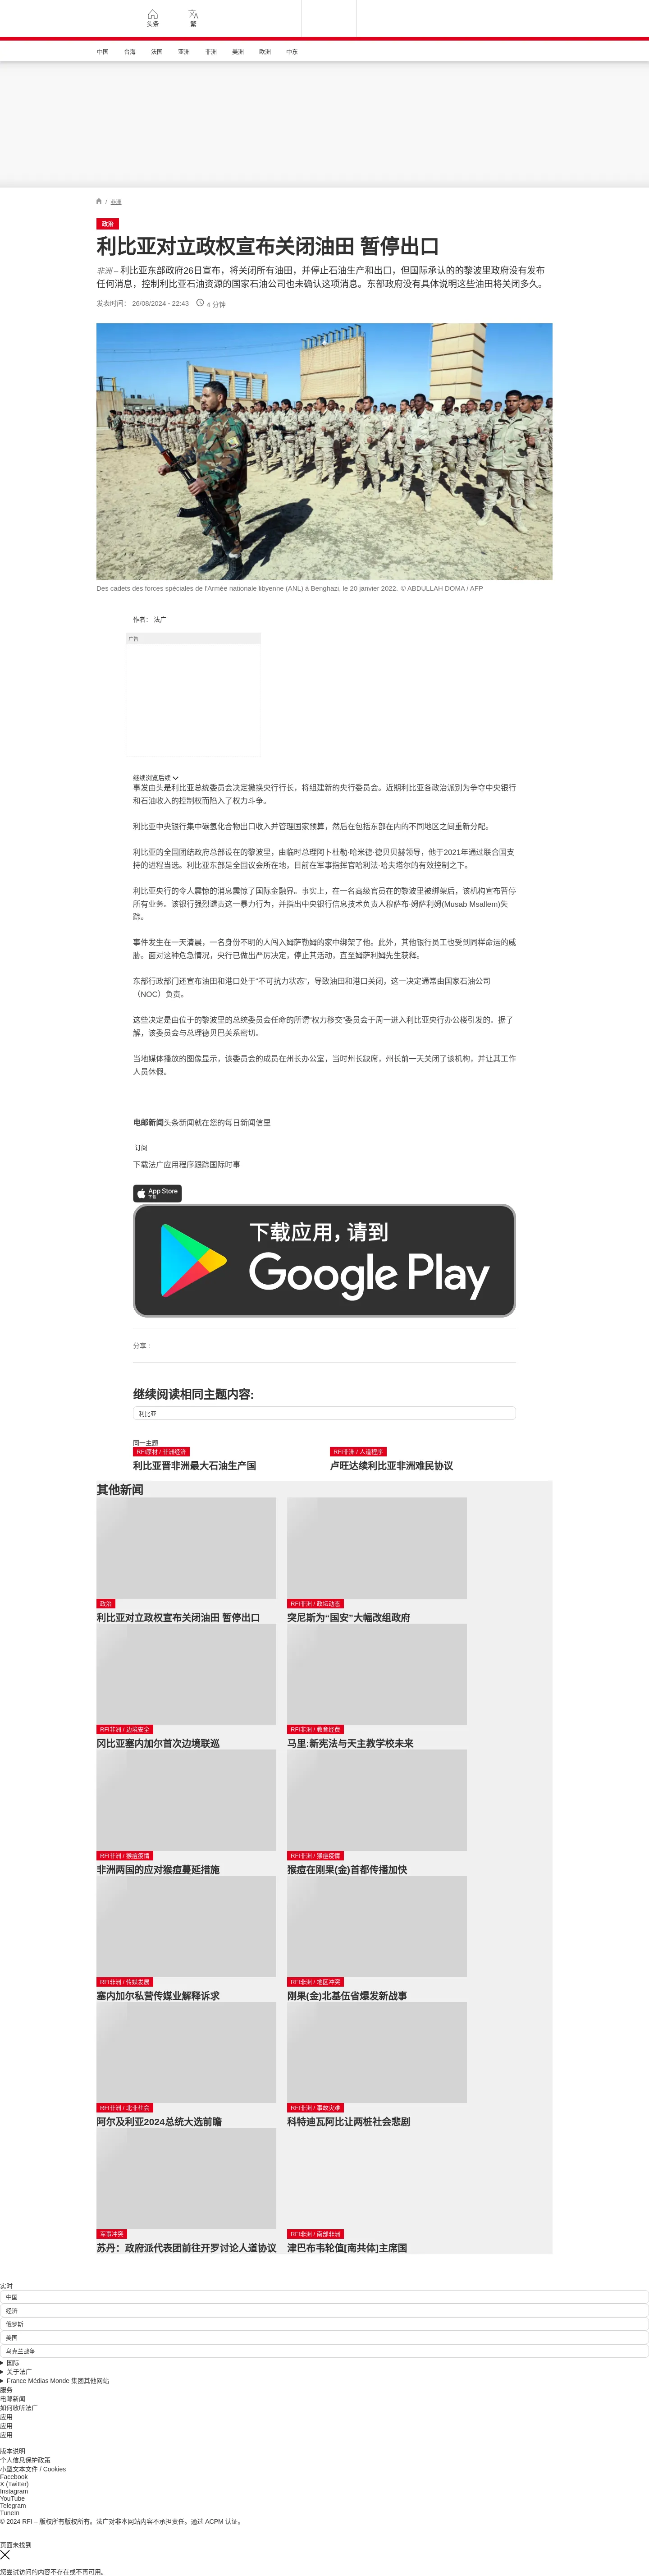 头条
繁
中国
台海
法国
亚洲
非洲
美洲
欧洲
中东
/ 非洲
政治
利比亚对立政权宣布关闭油田 暂停出口
非洲 – 利比亚东部政府26日宣布，将关闭所有油田，并停止石油生产和出口，但国际承认的的黎波里政府没有发布
任何消息，控制利比亚石油资源的国家石油公司也未确认这项消息。东部政府没有具体说明这些油田将关闭多久。
发表时间： 26/08/2024 - 22:43
4 分钟
Des cadets des forces spéciales de l'Armée nationale libyenne (ANL) à Benghazi, le 20 janvier 2022. © ABDULLAH DOMA / AFP
作者： 法广
广告
继续浏览后续
事发由头是利比亚总统委员会决定撤换央行行长，将组建新的央行委员会。近期利比亚各政治派别为争夺中央银行
和石油收入的控制权而陷入了权力斗争。
利比亚中央银行集中碳氢化合物出口收入并管理国家预算，然后在包括东部在内的不同地区之间重新分配。
利比亚的全国团结政府总部设在的黎波里，由临时总理阿卜杜勒·哈米德·德贝贝赫领导，他于2021年通过联合国支
持的进程当选。利比亚东部是全国议会所在地，目前在军事指挥官哈利法·哈夫塔尔的有效控制之下。
利比亚央行的令人震惊的消息震惊了国际金融界。事实上，在一名高级官员在的黎波里被绑架后，该机构宣布暂停
所有业务。该银行强烈谴责这一暴力行为，并指出中央银行信息技术负责人穆萨布·姆萨利姆(Musab Msallem)失
踪。
事件发生在一天清晨，一名身份不明的人闯入姆萨勒姆的家中绑架了他。此外，其他银行员工也受到同样命运的威
胁。面对这种危急情况，央行已做出严厉决定，停止其活动，直至姆萨利姆先生获释。
东部行政部门还宣布油田和港口处于“不可抗力状态”，导致油田和港口关闭，这一决定通常由国家石油公司
（NOC）负责。
这些决定是由位于的黎波里的总统委员会任命的所谓“权力移交”委员会于周一进入利比亚央行办公楼引发的。据了
解，该委员会与总理德贝巴关系密切。
当地媒体播放的图像显示，该委员会的成员在州长办公室，当时州长缺席，州长前一天关闭了该机构，并让其工作
人员休假。
电邮新闻头条新闻就在您的每日新闻信里
订阅
下载法广应用程序跟踪国际时事
App Store
下载
下载应用，请到
Google Play
分享 :
继续阅读相同主题内容:
利比亚
同一主题
RFI原材 / 非洲经济
利比亚晋非洲最大石油生产国
RFI非洲 / 人道程序
卢旺达续利比亚非洲难民协议
其他新闻
政治
利比亚对立政权宣布关闭油田 暂停出口
RFI非洲 / 政坛动态
突尼斯为“国安”大幅改组政府
RFI非洲 / 边境安全
冈比亚塞内加尔首次边境联巡
RFI非洲 / 教育经费
马里:新宪法与天主教学校未来
RFI非洲 / 猴痘疫情
非洲两国的应对猴痘蔓延措施
RFI非洲 / 猴痘疫情
猴痘在刚果(金)首都传播加快
RFI非洲 / 传媒发展
塞内加尔私营传媒业解释诉求
RFI非洲 / 地区冲突
刚果(金)北基伍省爆发新战事
RFI非洲 / 北非社会
阿尔及利亚2024总统大选前瞻
RFI非洲 / 事故灾难
科特迪瓦阿比让两桩社会悲剧
军事冲突
苏丹：政府派代表团前往开罗讨论人道协议
RFI非洲 / 南部非洲
津巴布韦轮值[南共体]主席国
实时
中国
经济
俄罗斯
美国
乌克兰战争
国际
关于法广
France Médias Monde 集团其他网站
服务
电邮新闻
如何收听法广
应用
应用
应用
版本说明
个人信息保护政策
小型文本文件 / Cookies
Facebook
X (Twitter)
Instagram
YouTube
Telegram
TuneIn
© 2024 RFI – 版权所有版权所有。法广对非本网站内容不承担责任。通过 ACPM 认证。
页面未找到
您尝试访问的内容不存在或不再可用。